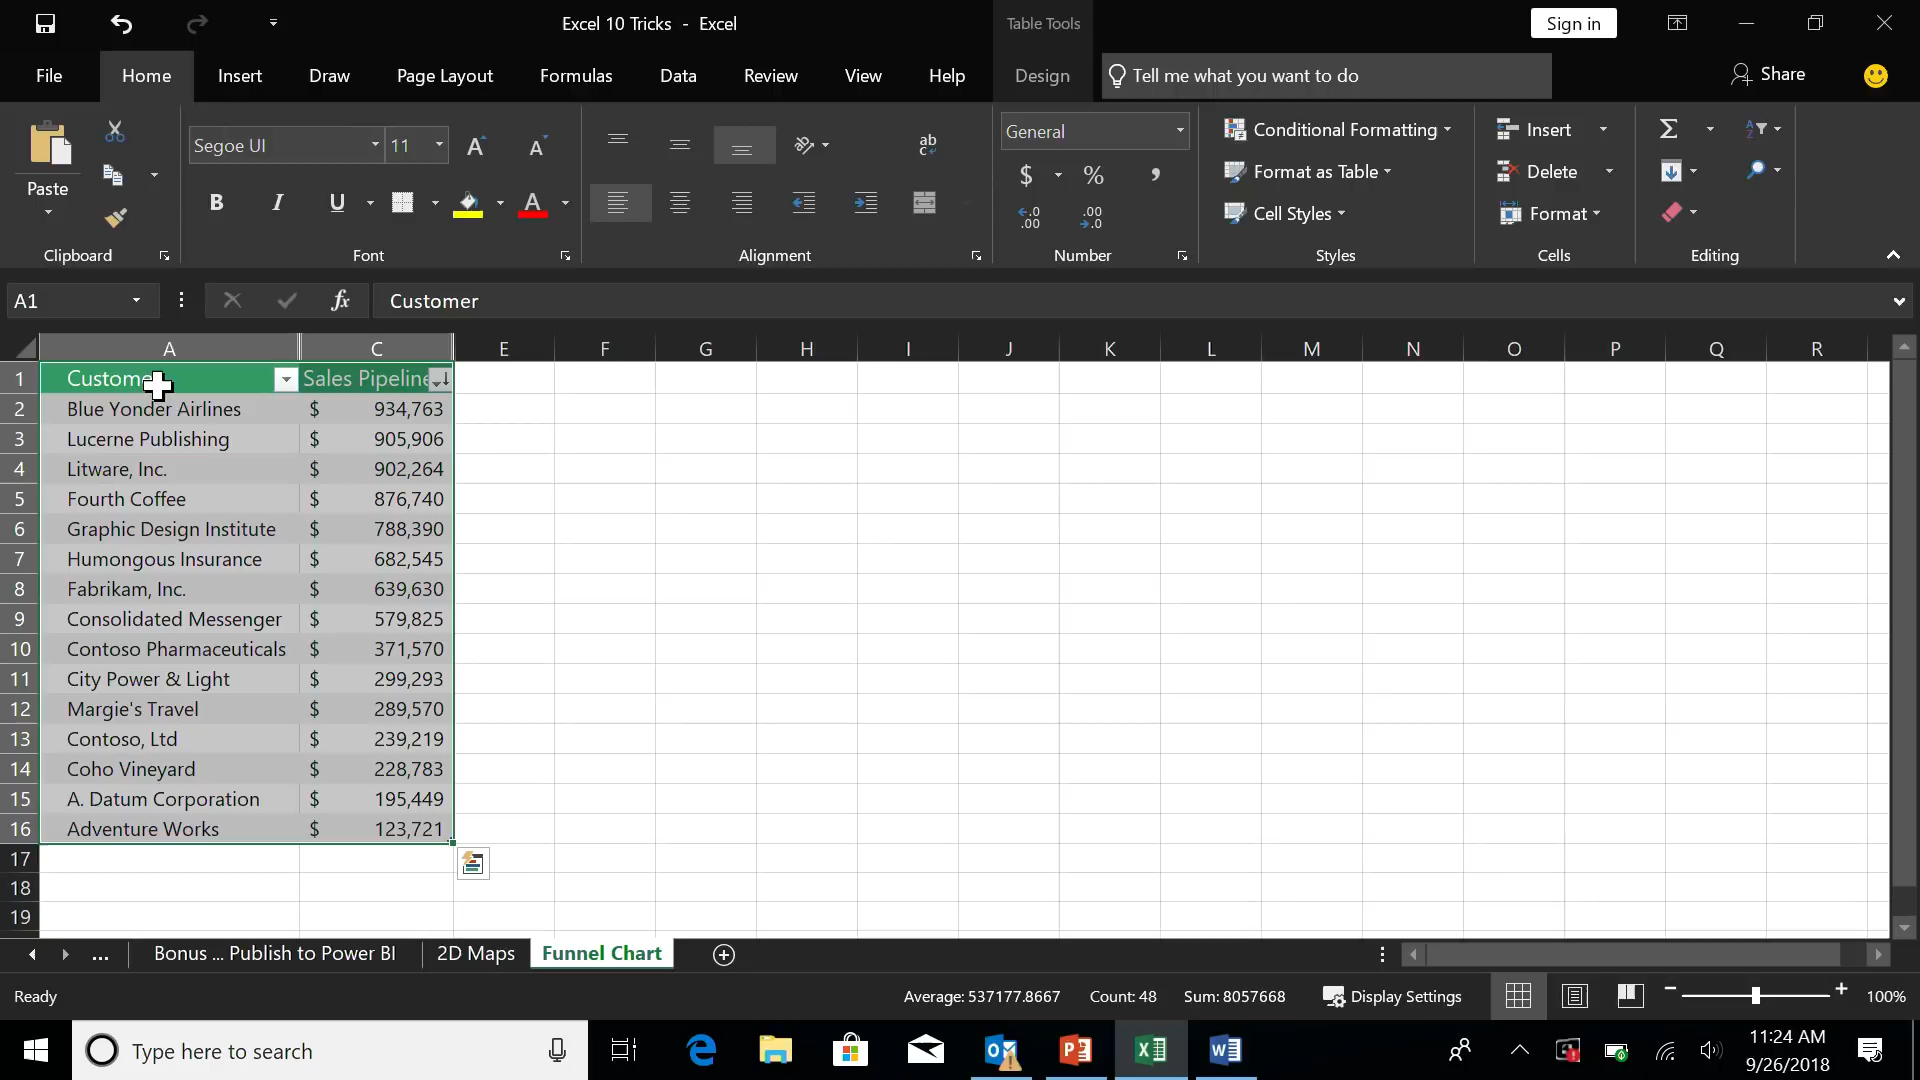 Excel 10 Tricks - Excel
Table Tools
Sign in
File Home Insert Draw Page Layout Formulas Data Review View Help Design Tell me what you want to do Share
Paste
Segoe UI 11
B I U A
ab
c
General
$ % ,
.0
.00
.00
.0
Conditional Formatting
Format as Table
Cell Styles
Insert
Delete
Format
Clipboard Font Alignment Number Styles Cells Editing
A1 fx Customer
A C E F G H I J K L M N O P Q R
1 Custome Sales Pipeline
2 Blue Yonder Airlines $ 934,763
3 Lucerne Publishing $ 905,906
4 Litware, Inc. $ 902,264
5 Fourth Coffee $ 876,740
6 Graphic Design Institute $ 788,390
7 Humongous Insurance $ 682,545
8 Fabrikam, Inc. $ 639,630
9 Consolidated Messenger $ 579,825
10 Contoso Pharmaceuticals $ 371,570
11 City Power & Light $ 299,293
12 Margie's Travel $ 289,570
13 Contoso, Ltd $ 239,219
14 Coho Vineyard $ 228,783
15 A. Datum Corporation $ 195,449
16 Adventure Works $ 123,721
17
18
19
... Bonus ... Publish to Power BI 2D Maps Funnel Chart
Ready Average: 537177.8667 Count: 48 Sum: 8057668 Display Settings 100%
Type here to search
11:24 AM
9/26/2018